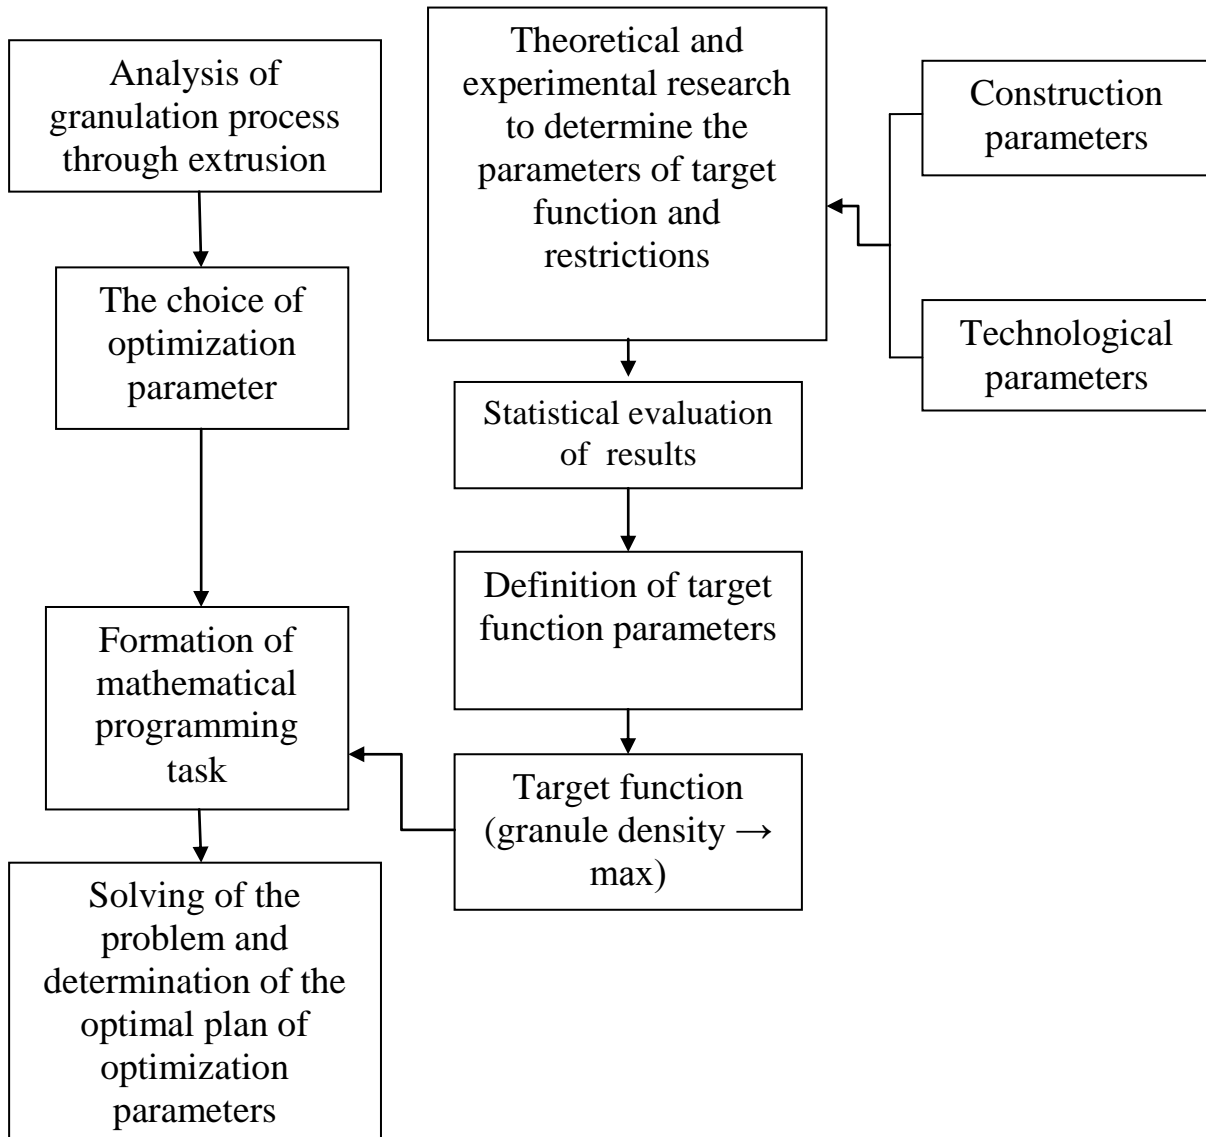 Analysis of
granulation process
through extrusion
The choice of
optimization
parameter
Formation of
mathematical
programming
task
Solving of the
problem and
determination of the
optimal plan of
optimization
parameters
Theoretical and
experimental research
to determine the
parameters of target
function and
restrictions
Statistical evaluation
of results
Definition of target
function parameters
Target function
(granule density →
max)
Construction
parameters
Technological
parameters